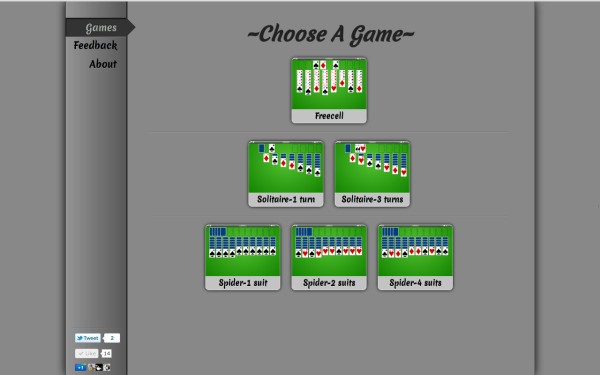 Games
Feedback
About
~Choose A Game~
Freecell
Solitaire-1 turn
Solitaire-3 turns
Spider-1 suit
Spider-2 suits
Spider-4 suits
Tweet 2
Like 14
+1